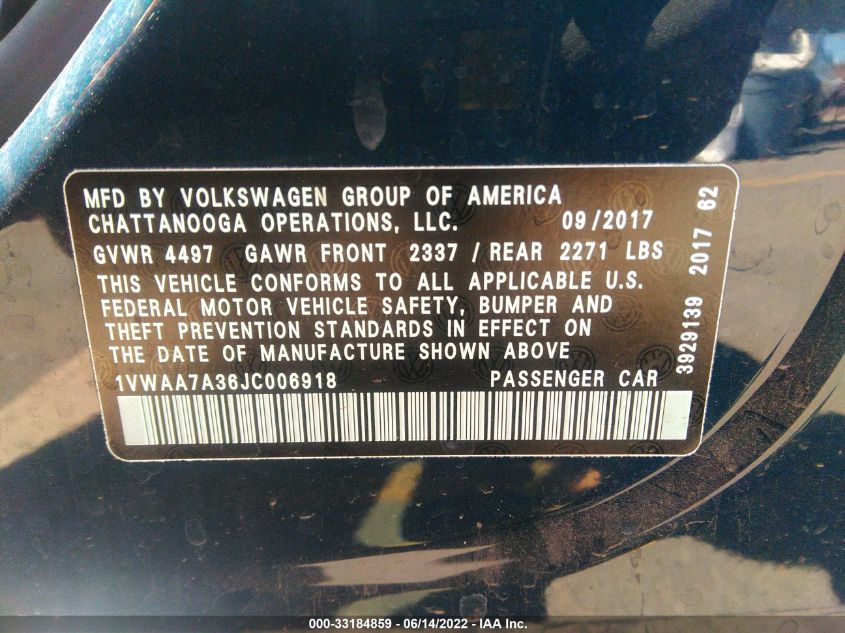 MFD BY VOLKSWAGEN GROUP OF AMERICA
CHATTANOOGA OPERATIONS, LLC. 09/2017
GVWR 4497 GAWR FRONT 2337 / REAR 2271 LBS
THIS VEHICLE CONFORMS TO ALL APPLICABLE U.S.
FEDERAL MOTOR VEHICLE SAFETY, BUMPER AND
THEFT PREVENTION STANDARDS IN EFFECT ON
THE DATE OF MANUFACTURE SHOWN ABOVE
1VWAA7A36JC006918 PASSENGER CAR
3929139 2017 62
000-33184859 - 06/14/2022 - IAA Inc.